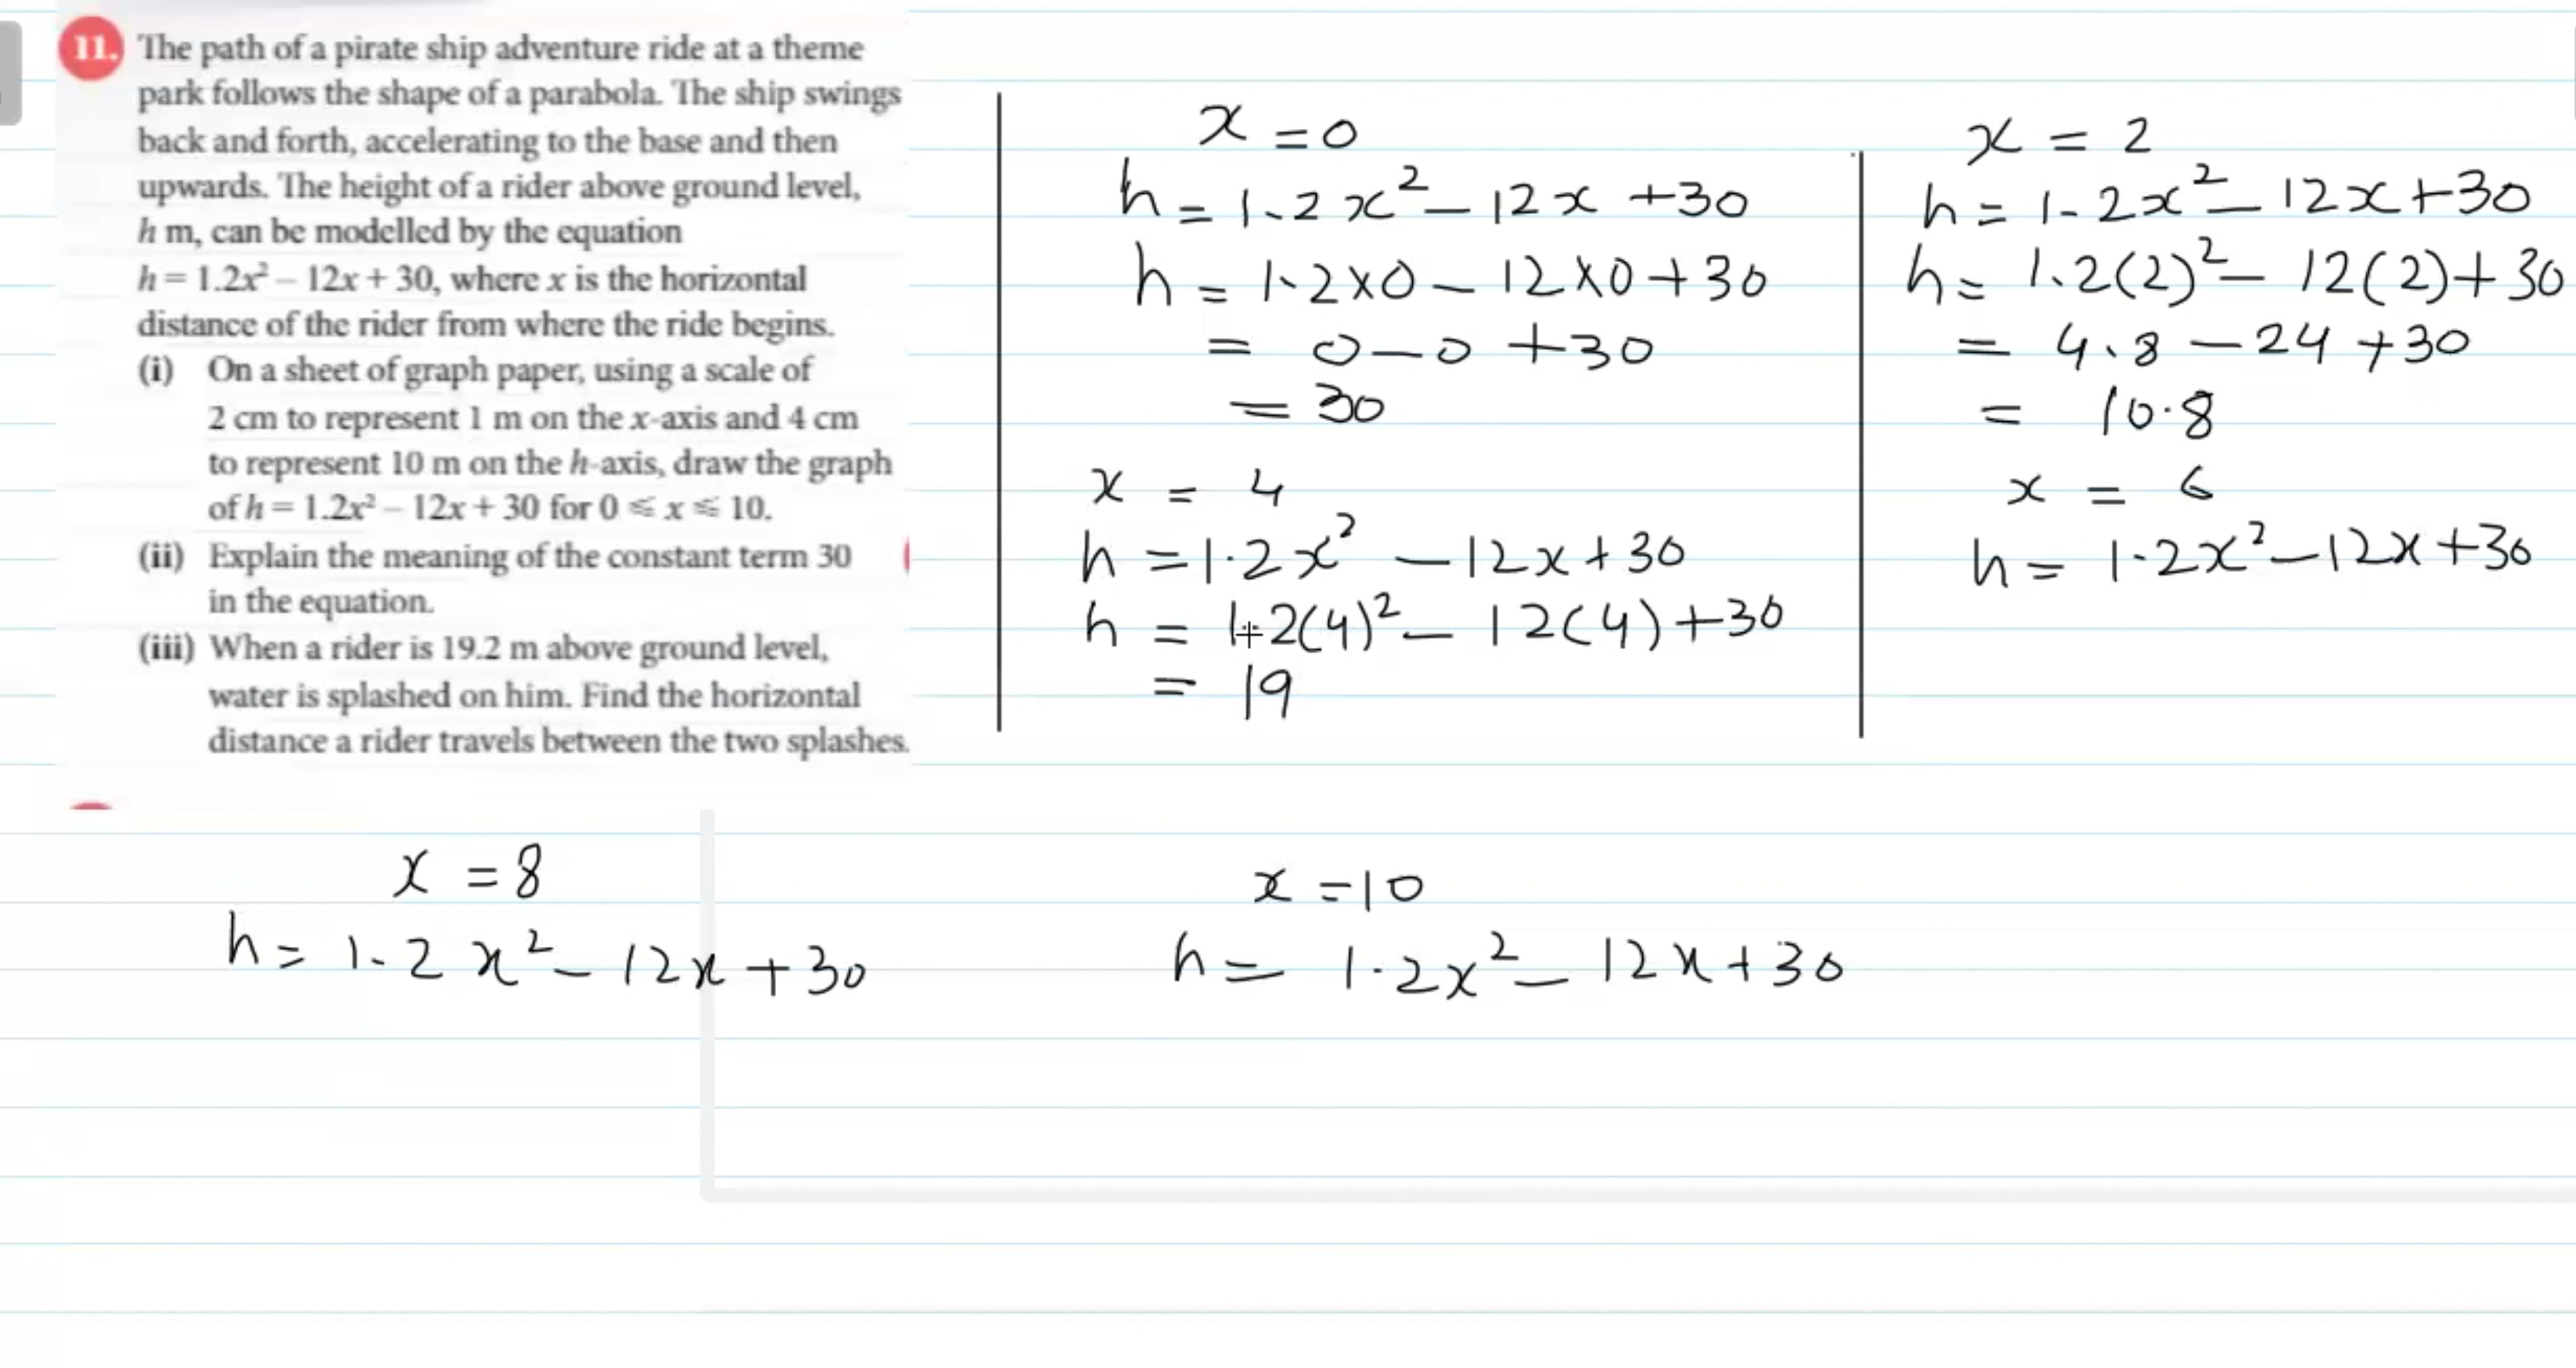 11. The path of a pirate ship adventure ride at a theme
park follows the shape of a parabola. The ship swings
back and forth, accelerating to the base and then
upwards. The height of a rider above ground level,
h m, can be modelled by the equation
h = 1.2x² – 12x + 30, where x is the horizontal
distance of the rider from where the ride begins.
(i) On a sheet of graph paper, using a scale of
2 cm to represent 1 m on the x-axis and 4 cm
to represent 10 m on the h-axis, draw the graph
of h = 1.2x² – 12x + 30 for 0 ⩽ x ⩽ 10.
(ii) Explain the meaning of the constant term 30
in the equation.
(iii) When a rider is 19.2 m above ground level,
water is splashed on him. Find the horizontal
distance a rider travels between the two splashes.
x = 0
h = 1.2x² – 12x + 30
h = 1.2×0 – 12×0 + 30
= 0 – 0 + 30
= 30
x = 4
h = 1.2x² – 12x + 30
h = 1.2(4)² – 12(4) + 30
= 19
x = 2
h = 1.2x² – 12x + 30
h = 1.2(2)² – 12(2) + 30
= 4.8 – 24 + 30
= 10.8
x = 6
h = 1.2x² – 12x + 30
x = 8
h = 1.2x² – 12x + 30
x = 10
h = 1.2x² – 12x + 30